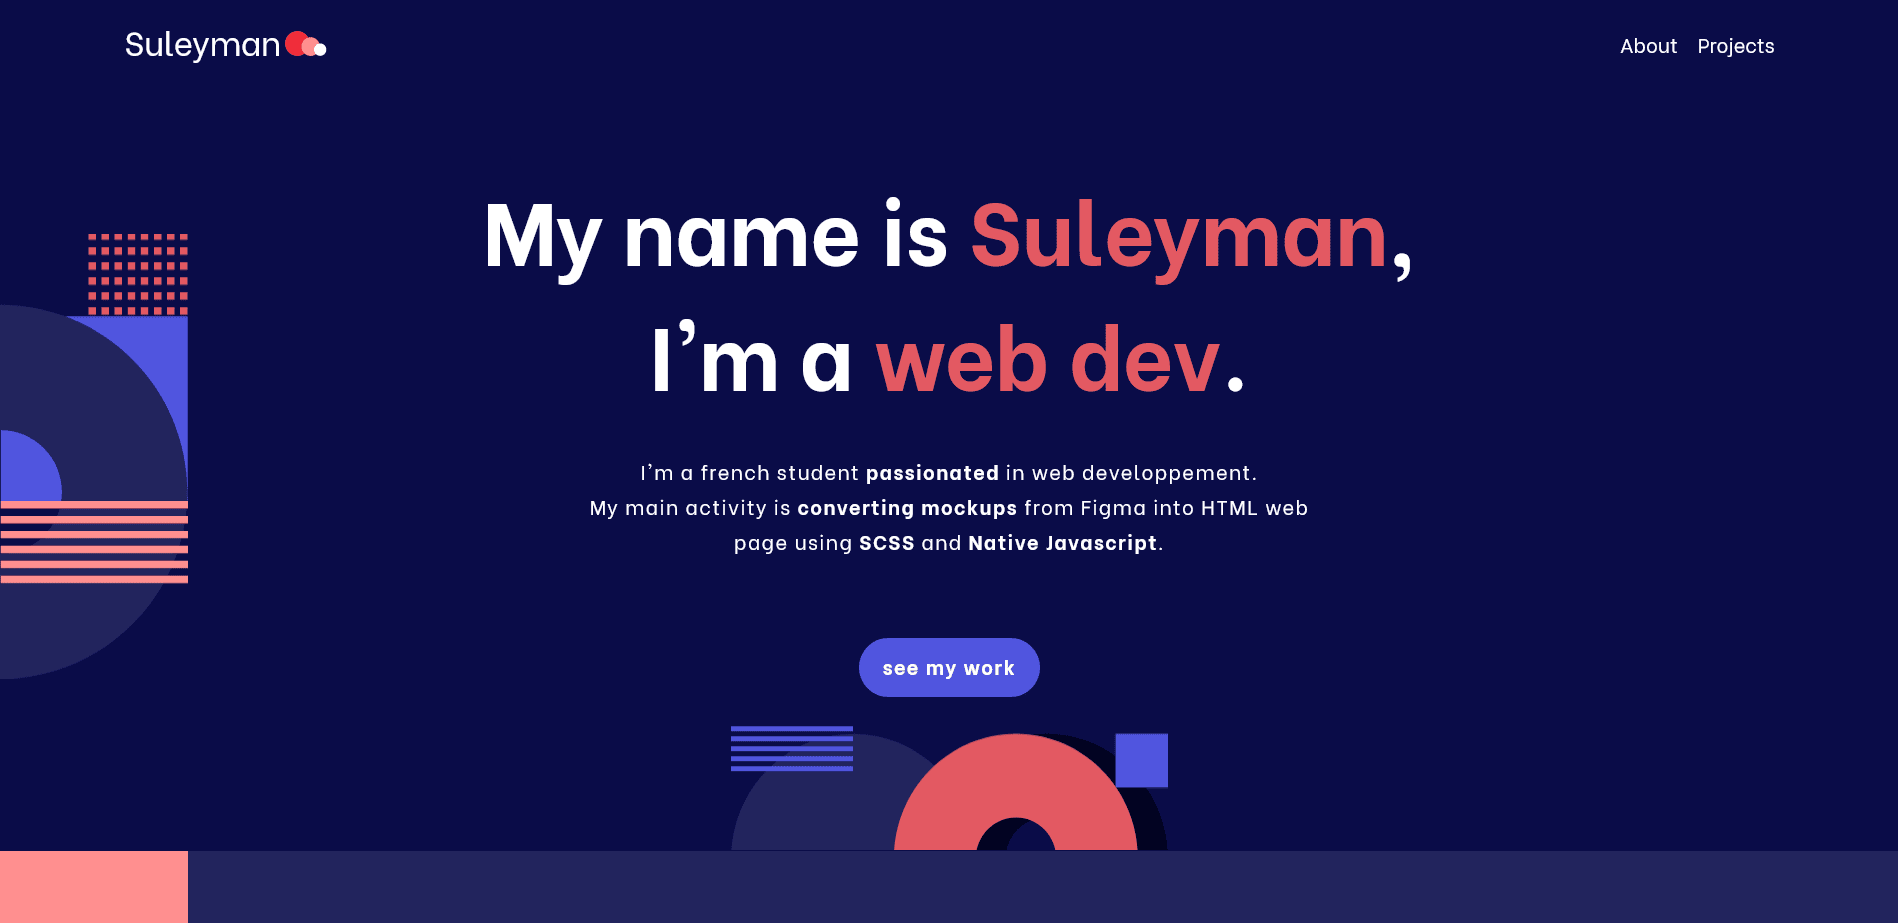 Suleyman
About Projects
My name is Suleyman,
I’m a web dev.
I’m a french student passionated in web developpement.
My main activity is converting mockups from Figma into HTML web
page using SCSS and Native Javascript.
see my work